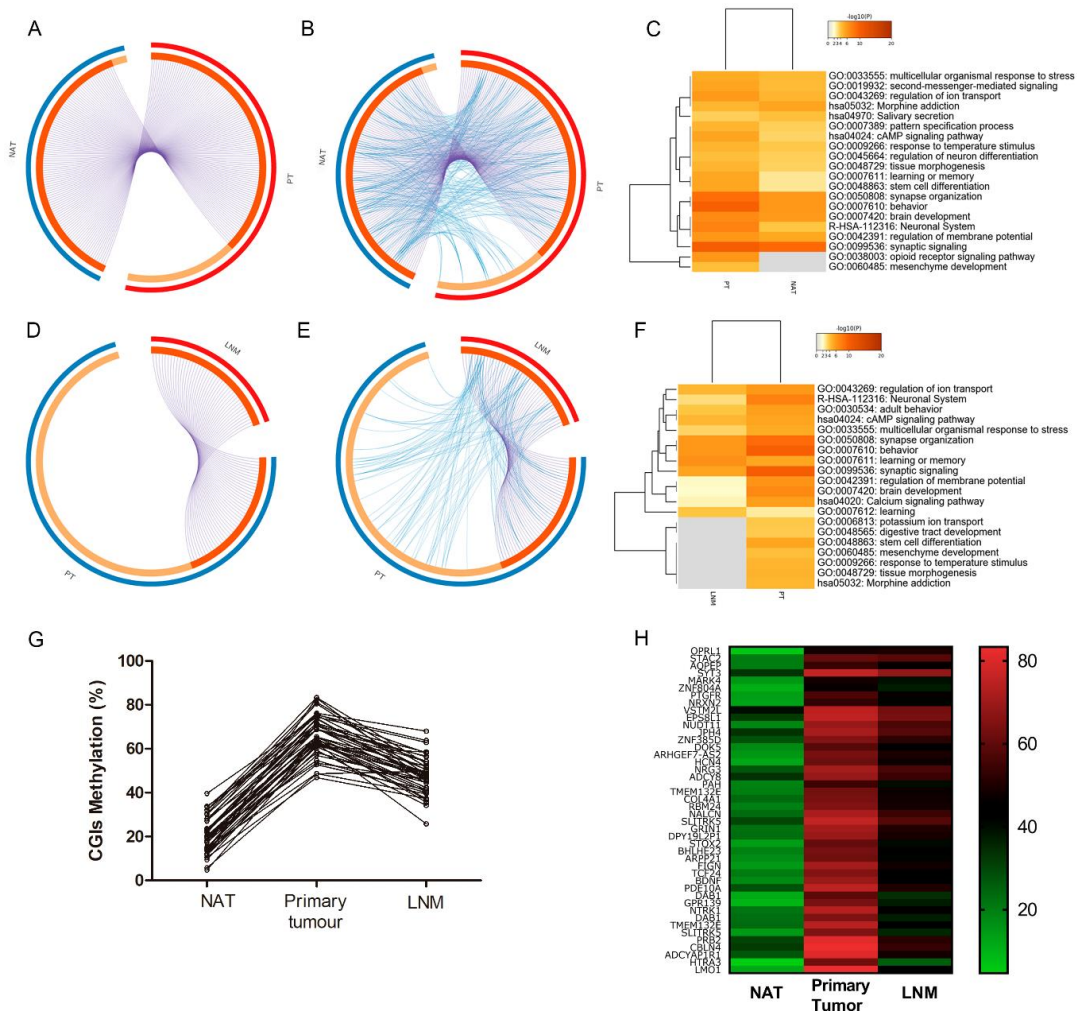 A
NAT
PT
B
NAT
PT
C
-log10(P)
0 2 3 4 6 10 20
GO:0033555: multicellular organismal response to stress
GO:0019932: second-messenger-mediated signaling
GO:0043269: regulation of ion transport
hsa05032: Morphine addiction
hsa04970: Salivary secretion
GO:0007389: pattern specification process
hsa04024: cAMP signaling pathway
GO:0009266: response to temperature stimulus
GO:0045664: regulation of neuron differentiation
GO:0048729: tissue morphogenesis
GO:0007611: learning or memory
GO:0048863: stem cell differentiation
GO:0050808: synapse organization
GO:0007610: behavior
GO:0007420: brain development
R-HSA-112316: Neuronal System
GO:0042391: regulation of membrane potential
GO:0099536: synaptic signaling
GO:0038003: opioid receptor signaling pathway
GO:0060485: mesenchyme development
PT
NAT
D
LNM
PT
E
LNM
PT
F
-log10(P)
0 2 3 4 6 10 20
GO:0043269: regulation of ion transport
R-HSA-112316: Neuronal System
GO:0030534: adult behavior
hsa04024: cAMP signaling pathway
GO:0033555: multicellular organismal response to stress
GO:0050808: synapse organization
GO:0007610: behavior
GO:0007611: learning or memory
GO:0099536: synaptic signaling
GO:0042391: regulation of membrane potential
GO:0007420: brain development
hsa04020: Calcium signaling pathway
GO:0007612: learning
GO:0006813: potassium ion transport
GO:0048565: digestive tract development
GO:0048863: stem cell differentiation
GO:0060485: mesenchyme development
GO:0009266: response to temperature stimulus
GO:0048729: tissue morphogenesis
hsa05032: Morphine addiction
LNM
PT
G
CGIs Methylation (%)
100
80
60
40
20
0
NAT
Primary
tumour
LNM
H
OPRL1
STAC2
AQPEP
SYT3
MARK4
ZNF804A
PTGFR
NRXN2
VSTM2L
EPS8L1
NUDT11
JPH4
ZNF385D
DOK5
ARHGEF7-AS2
HCN4
NRG3
ADCY8
PAH
TMEM132E
COL4A1
RBM24
NALCN
SLITRK5
GRIN1
DPY19L2P1
STOX2
BHLHE23
ARPP21
FIGN
TCF24
BDNF
PDE10A
DAB1
GPR139
NTRK1
DAB1
TMEM132E
SLITRK5
PRB2
CBLN4
ADCYAP1R1
HTRA3
LMO1
NAT
Primary
Tumor
LNM
80
60
40
20